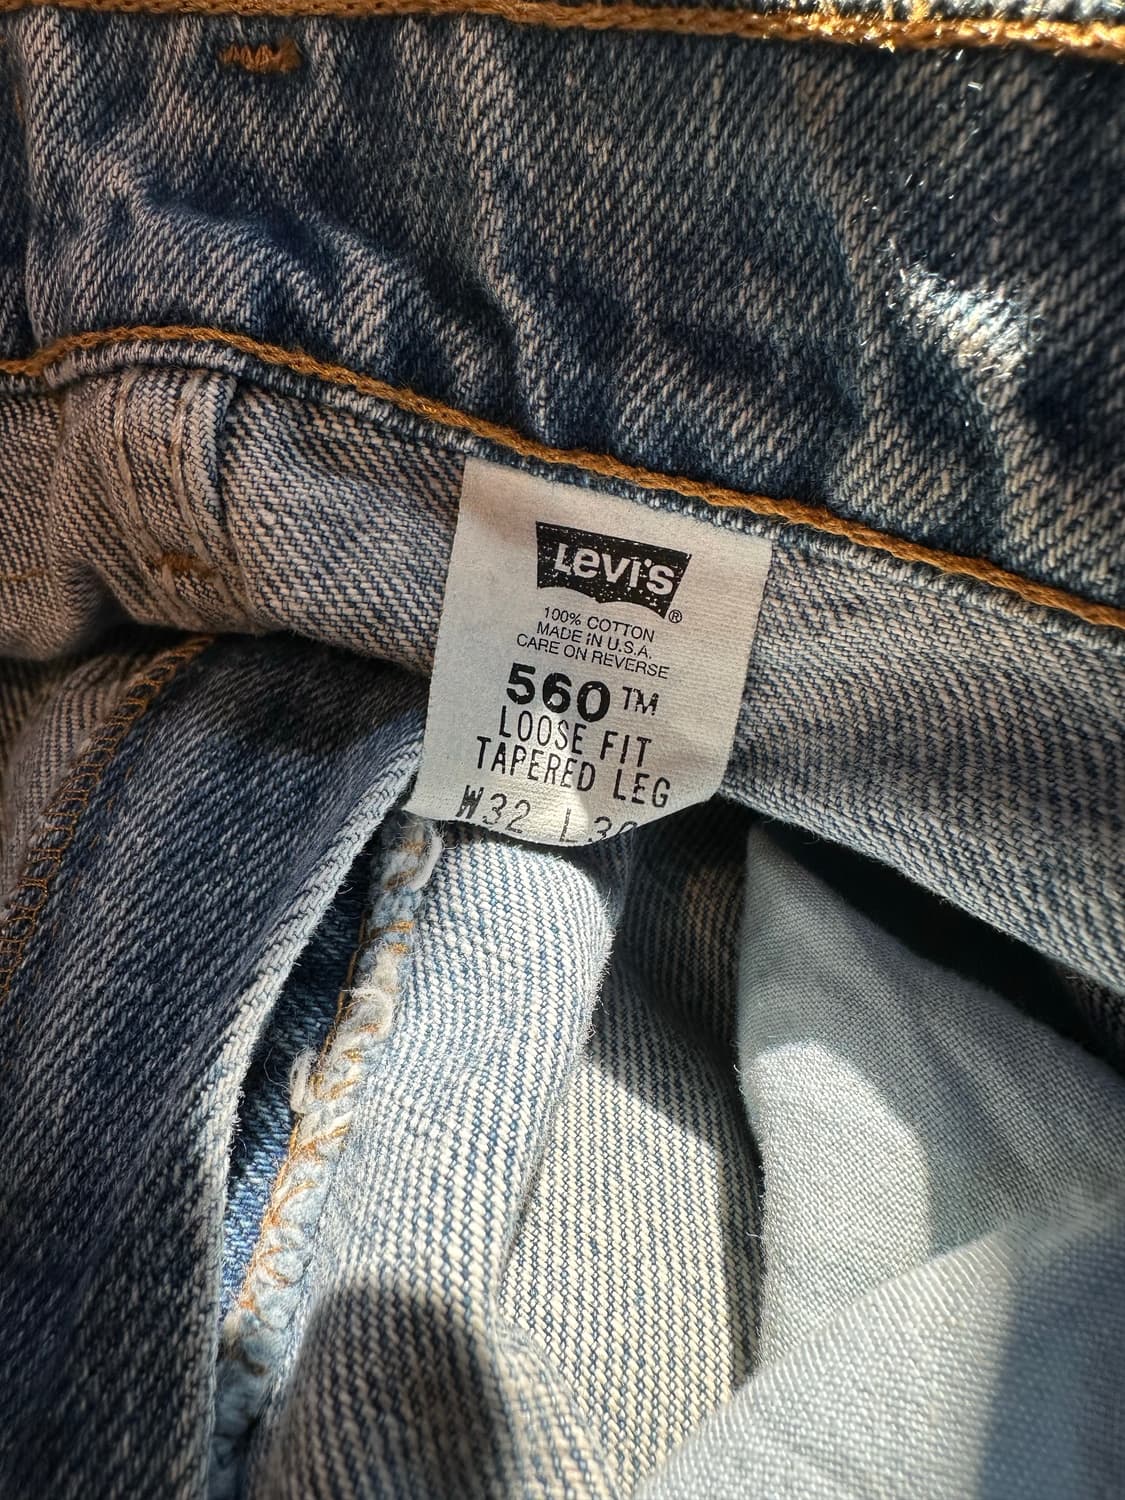 Levi's ®
100% COTTON
MADE IN U.S.A.
CARE ON REVERSE
560 TM
LOOSE FIT
TAPERED LEG
W32